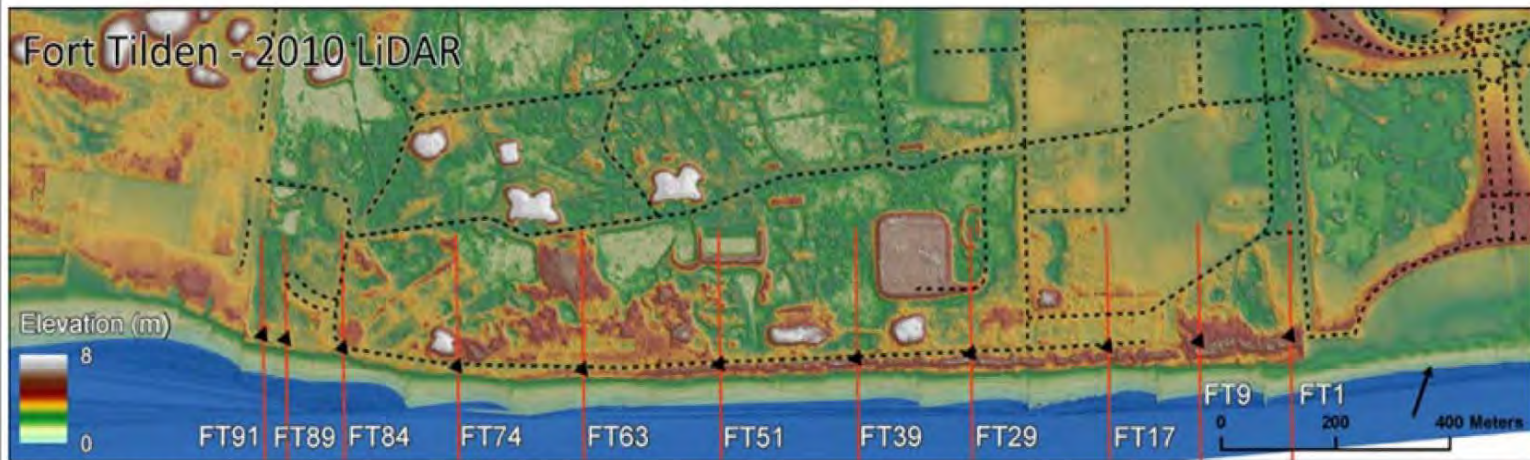 Fort Tilden - 2010 LiDAR
Elevation (m)
8
0
FT91
FT89
FT84
FT74
FT63
FT51
FT39
FT29
FT17
FT9
FT1
0
200
400 Meters